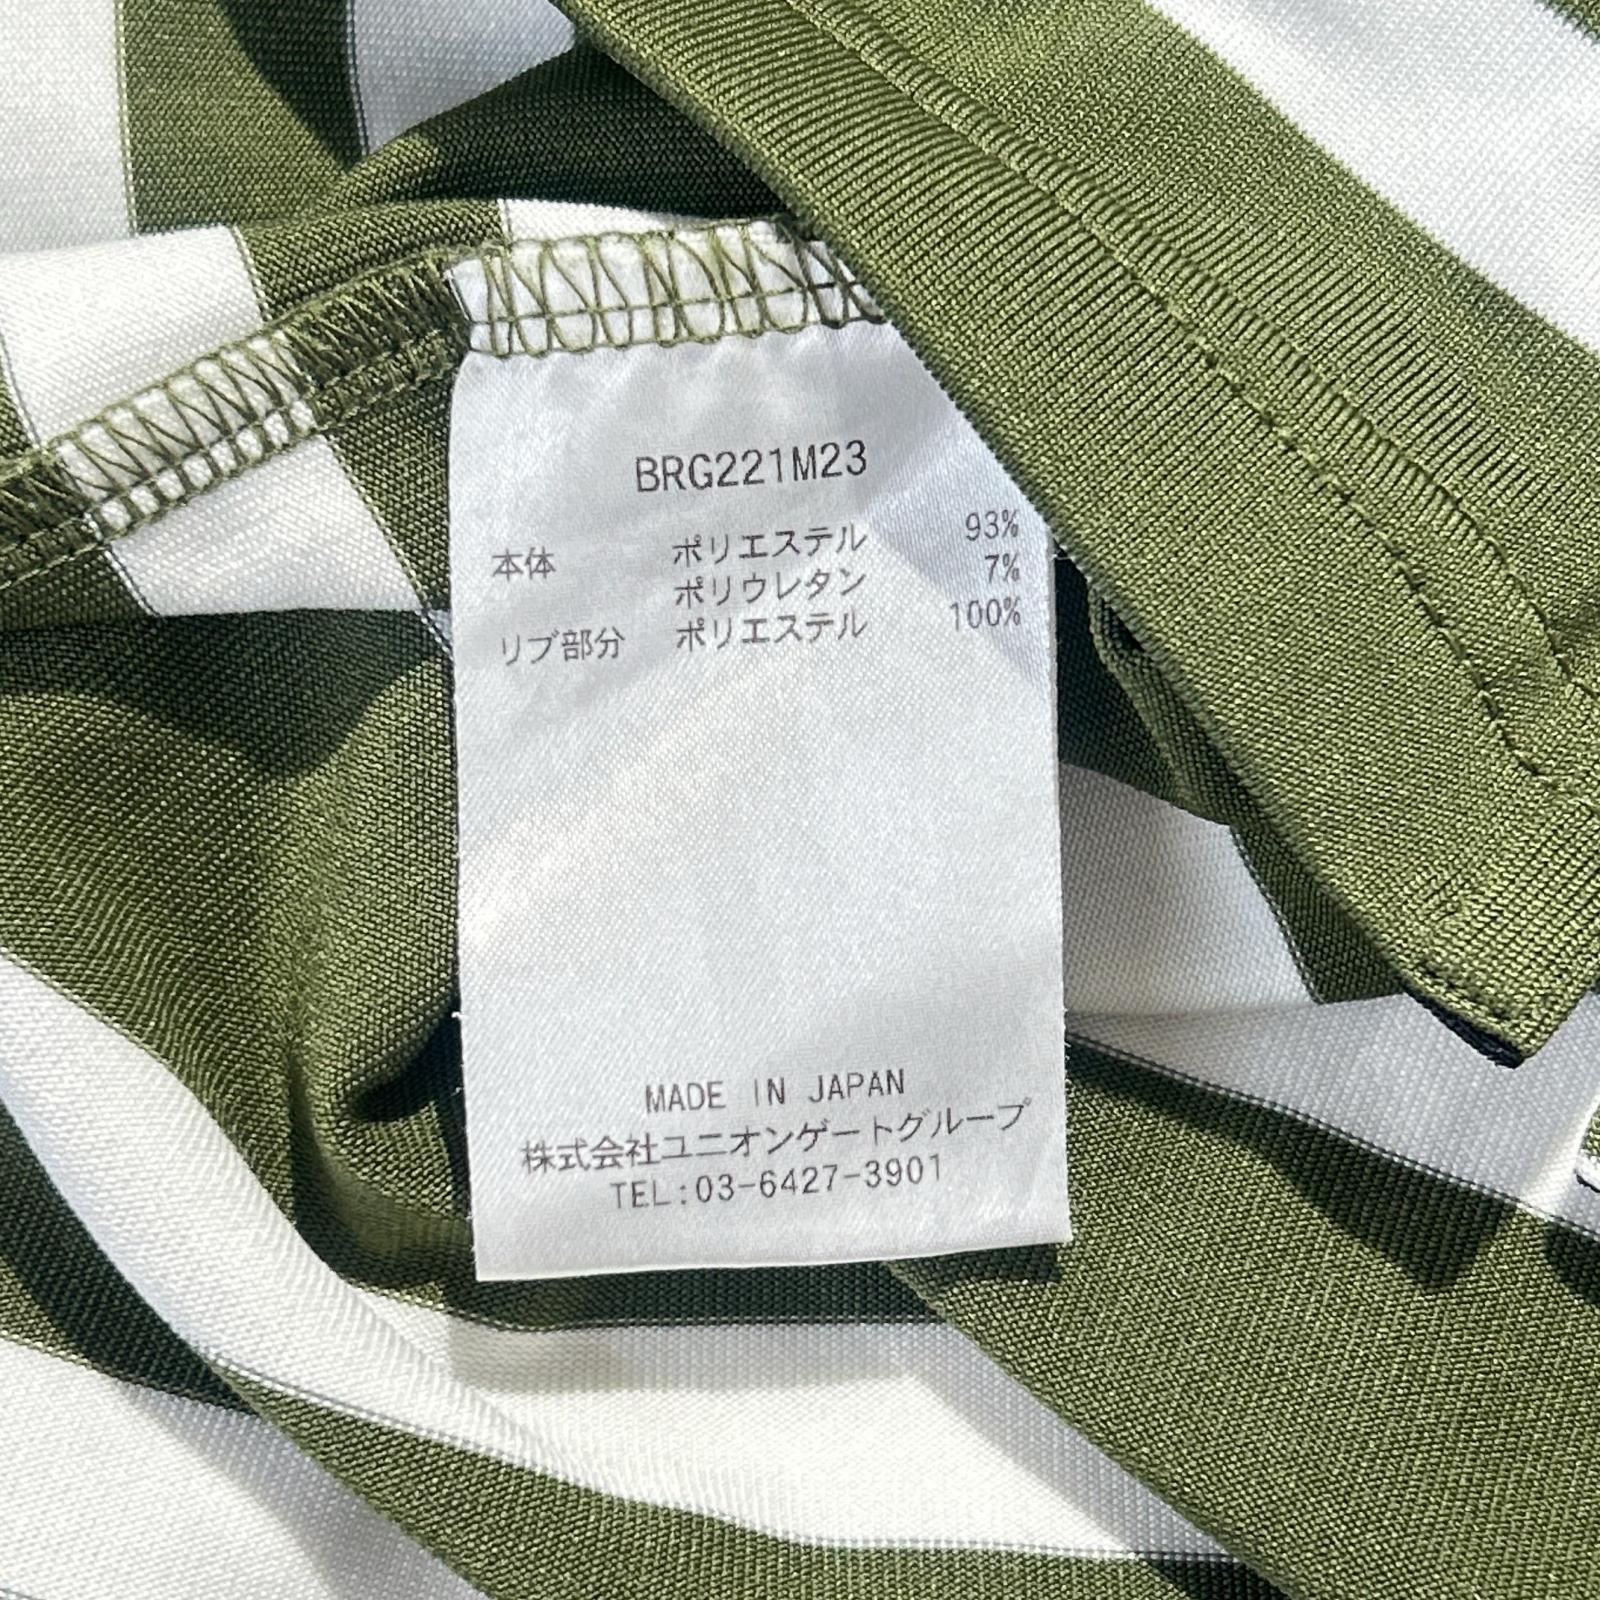 BRG221M23
本体 ポリエステル 93%
ポリウレタン 7%
リブ部分 ポリエステル 100%
MADE IN JAPAN
株式会社ユニオンゲートグループ
TEL:03-6427-3901